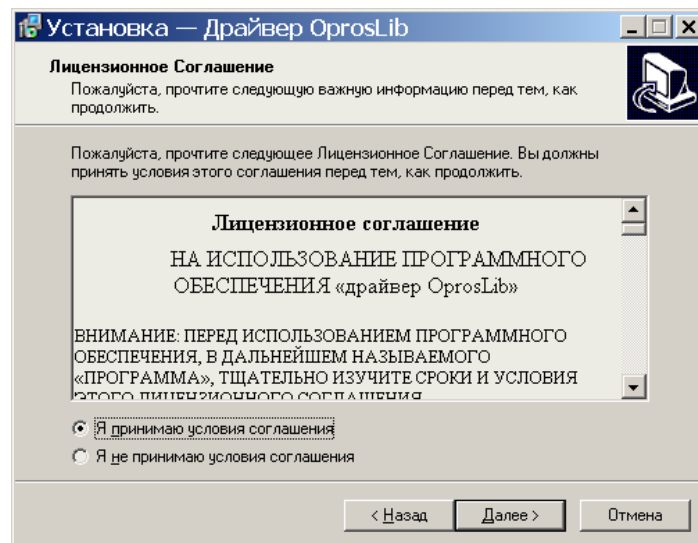 Установка — Драйвер OprosLib
Лицензионное Соглашение
Пожалуйста, прочтите следующую важную информацию перед тем, как
продолжить.
Пожалуйста, прочтите следующее Лицензионное Соглашение. Вы должны
принять условия этого соглашения перед тем, как продолжить.
Лицензионное соглашение
НА ИСПОЛЬЗОВАНИЕ ПРОГРАММНОГО
ОБЕСПЕЧЕНИЯ «драйвер OprosLib»
ВНИМАНИЕ: ПЕРЕД ИСПОЛЬЗОВАНИЕМ ПРОГРАММНОГО
ОБЕСПЕЧЕНИЯ, В ДАЛЬНЕЙШЕМ НАЗЫВАЕМОГО
«ПРОГРАММА», ТЩАТЕЛЬНО ИЗУЧИТЕ СРОКИ И УСЛОВИЯ
ЭТОГО ЛИЦЕНЗИОННОГО СОГЛАШЕНИЯ
Я принимаю условия соглашения
Я не принимаю условия соглашения
< Назад
Далее >
Отмена